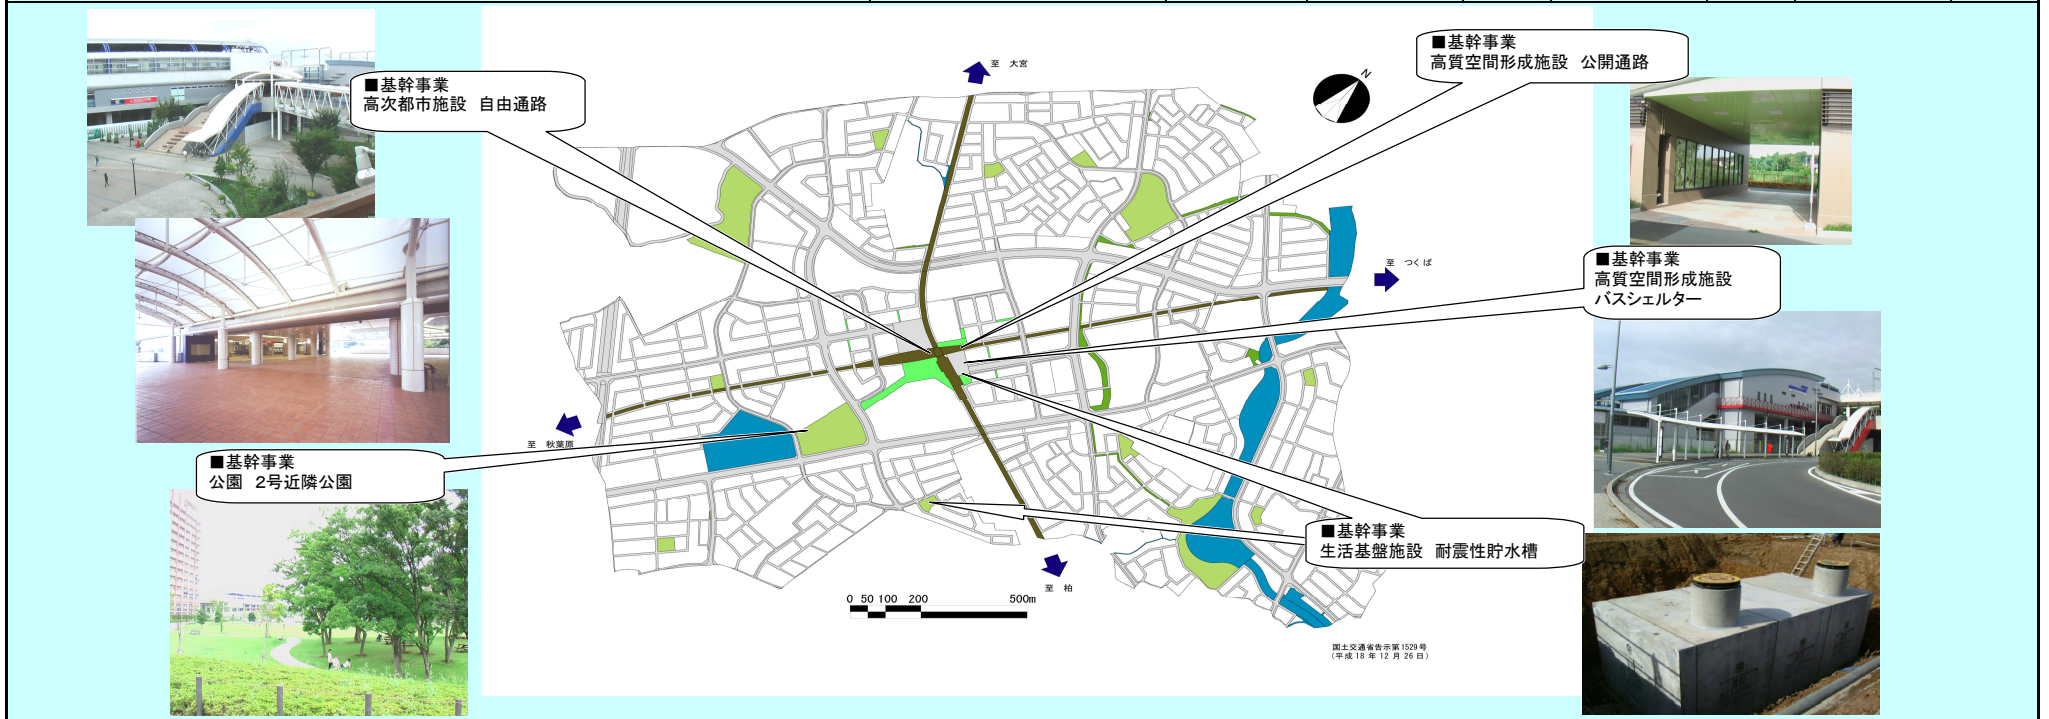 ■基幹事業
高次都市施設　自由通路
■基幹事業
高質空間形成施設　公開通路
至　大宮
N
■基幹事業
高質空間形成施設
バスシェルター
至　つくば
至　秋葉原
■基幹事業
公園　2号近隣公園
■基幹事業
生活基盤施設　耐震性貯水槽
至　柏
0 50 100 200 500m
国土交通省告示第1529号
(平成18年12月26日)